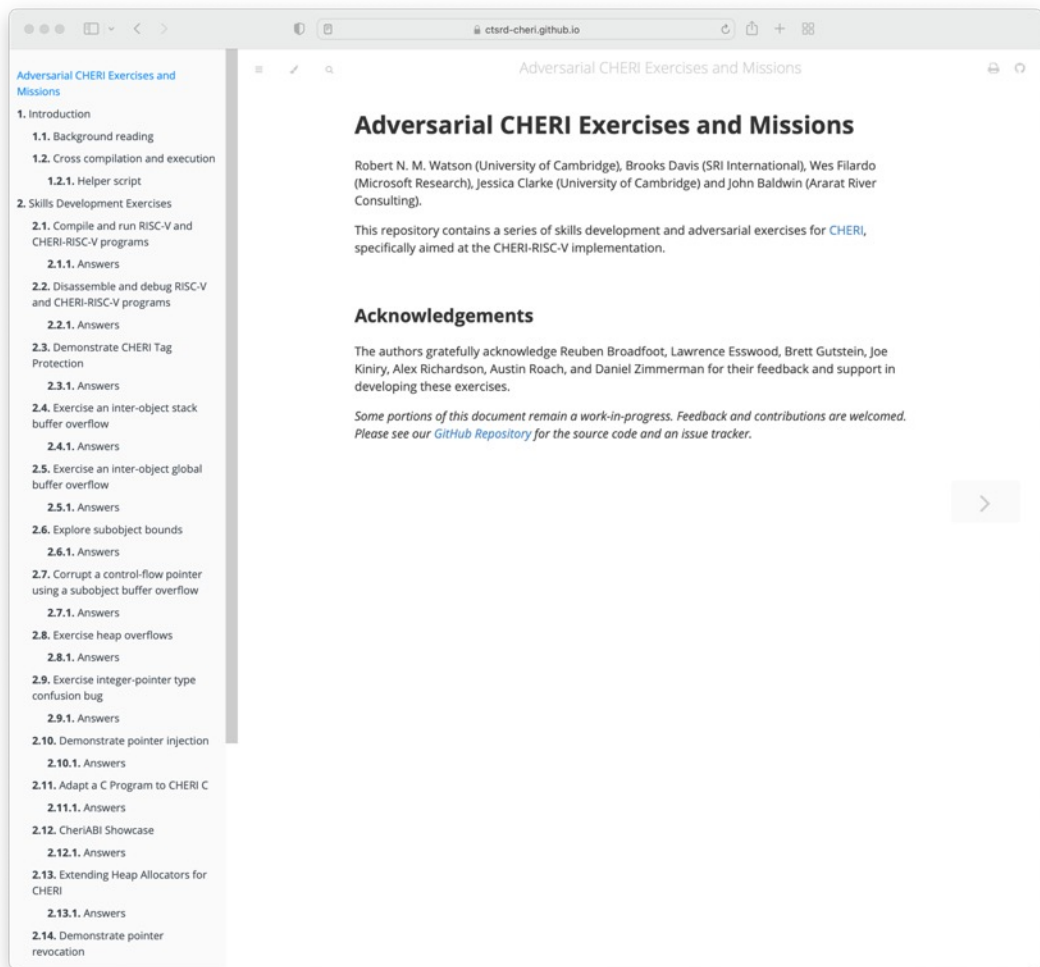 ctsrd-cheri.github.io
Adversarial CHERI Exercises and
Missions
1. Introduction
1.1. Background reading
1.2. Cross compilation and execution
1.2.1. Helper script
2. Skills Development Exercises
2.1. Compile and run RISC-V and
CHERI-RISC-V programs
2.1.1. Answers
2.2. Disassemble and debug RISC-V
and CHERI-RISC-V programs
2.2.1. Answers
2.3. Demonstrate CHERI Tag
Protection
2.3.1. Answers
2.4. Exercise an inter-object stack
buffer overflow
2.4.1. Answers
2.5. Exercise an inter-object global
buffer overflow
2.5.1. Answers
2.6. Explore subobject bounds
2.6.1. Answers
2.7. Corrupt a control-flow pointer
using a subobject buffer overflow
2.7.1. Answers
2.8. Exercise heap overflows
2.8.1. Answers
2.9. Exercise integer-pointer type
confusion bug
2.9.1. Answers
2.10. Demonstrate pointer injection
2.10.1. Answers
2.11. Adapt a C Program to CHERI C
2.11.1. Answers
2.12. CheriABI Showcase
2.12.1. Answers
2.13. Extending Heap Allocators for
CHERI
2.13.1. Answers
2.14. Demonstrate pointer
revocation
Adversarial CHERI Exercises and Missions
Adversarial CHERI Exercises and Missions
Robert N. M. Watson (University of Cambridge), Brooks Davis (SRI International), Wes Filardo
(Microsoft Research), Jessica Clarke (University of Cambridge) and John Baldwin (Ararat River
Consulting).
This repository contains a series of skills development and adversarial exercises for CHERI,
specifically aimed at the CHERI-RISC-V implementation.
Acknowledgements
The authors gratefully acknowledge Reuben Broadfoot, Lawrence Esswood, Brett Gutstein, Joe
Kiniry, Alex Richardson, Austin Roach, and Daniel Zimmerman for their feedback and support in
developing these exercises.
Some portions of this document remain a work-in-progress. Feedback and contributions are welcomed.
Please see our GitHub Repository for the source code and an issue tracker.